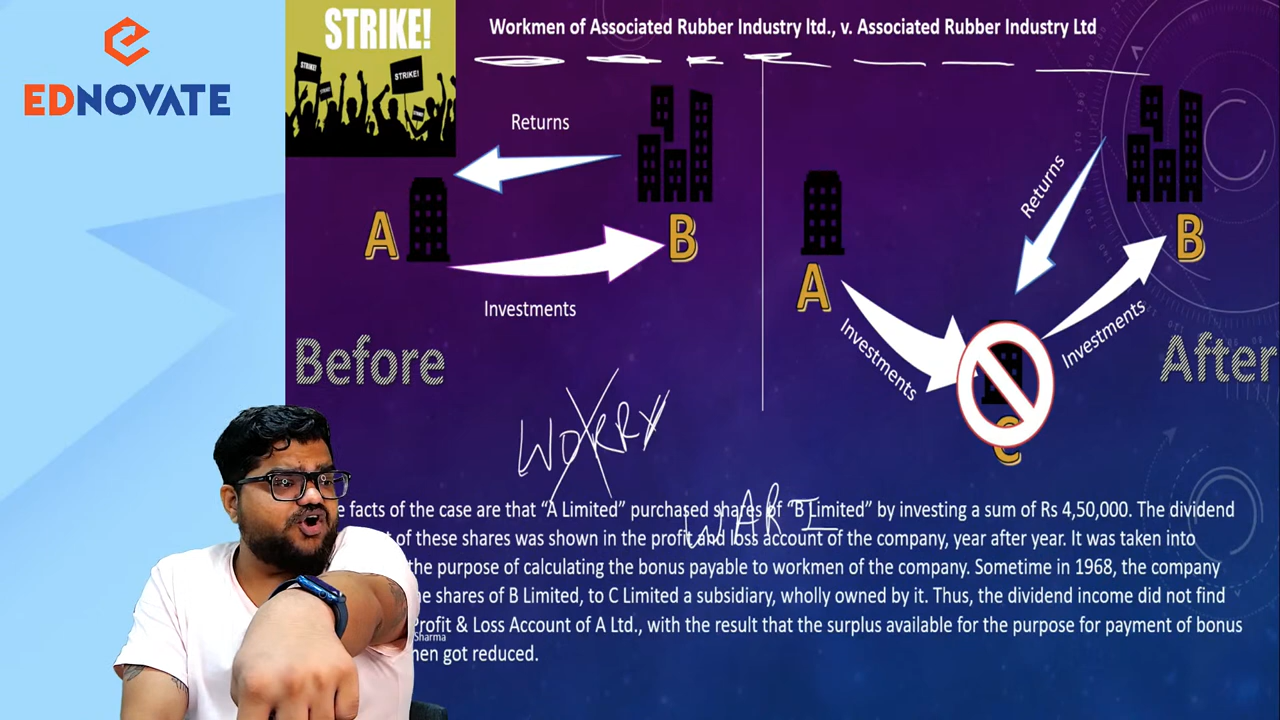 EDNOVATE
STRIKE!
STRIKE!
STRIKE!
Workmen of Associated Rubber Industry ltd., v. Associated Rubber Industry Ltd
Returns
A
B
Investments
Before
Returns
A
B
Investments
Investments
C
After
WORRY
WARI
facts of the case are that “A Limited” purchased shares of “B Limited” by investing a sum of Rs 4,50,000. The dividend
of these shares was shown in the profit and loss account of the company, year after year. It was taken into
the purpose of calculating the bonus payable to workmen of the company. Sometime in 1968, the company
shares of B Limited, to C Limited a subsidiary, wholly owned by it. Thus, the dividend income did not find
Profit & Loss Account of A Ltd., with the result that the surplus available for the purpose for payment of bonus
Sharma
got reduced.